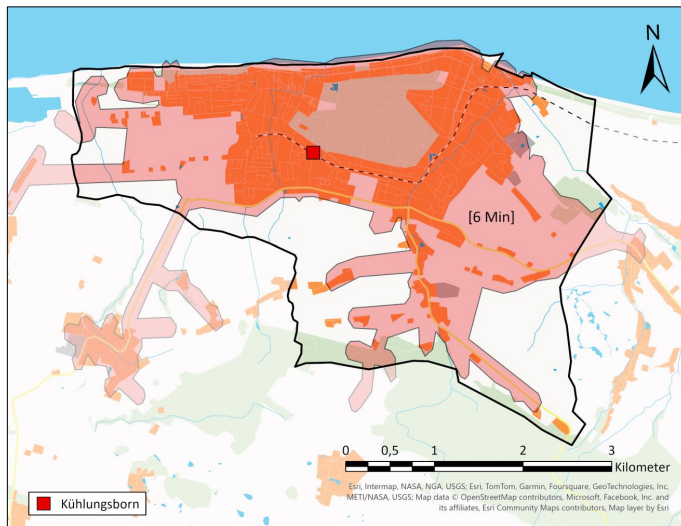 N
[6 Min]
0 0,5 1 2 3
Kilometer
Esri, Intermap, NASA, NGA, USGS; Esri, TomTom, Garmin, Foursquare, GeoTechnologies, Inc,
METI/NASA, USGS; Map data © OpenStreetMap contributors, Microsoft, Facebook, Inc. and
its affiliates, Esri Community Maps contributors, Map layer by Esri
Kühlungsborn